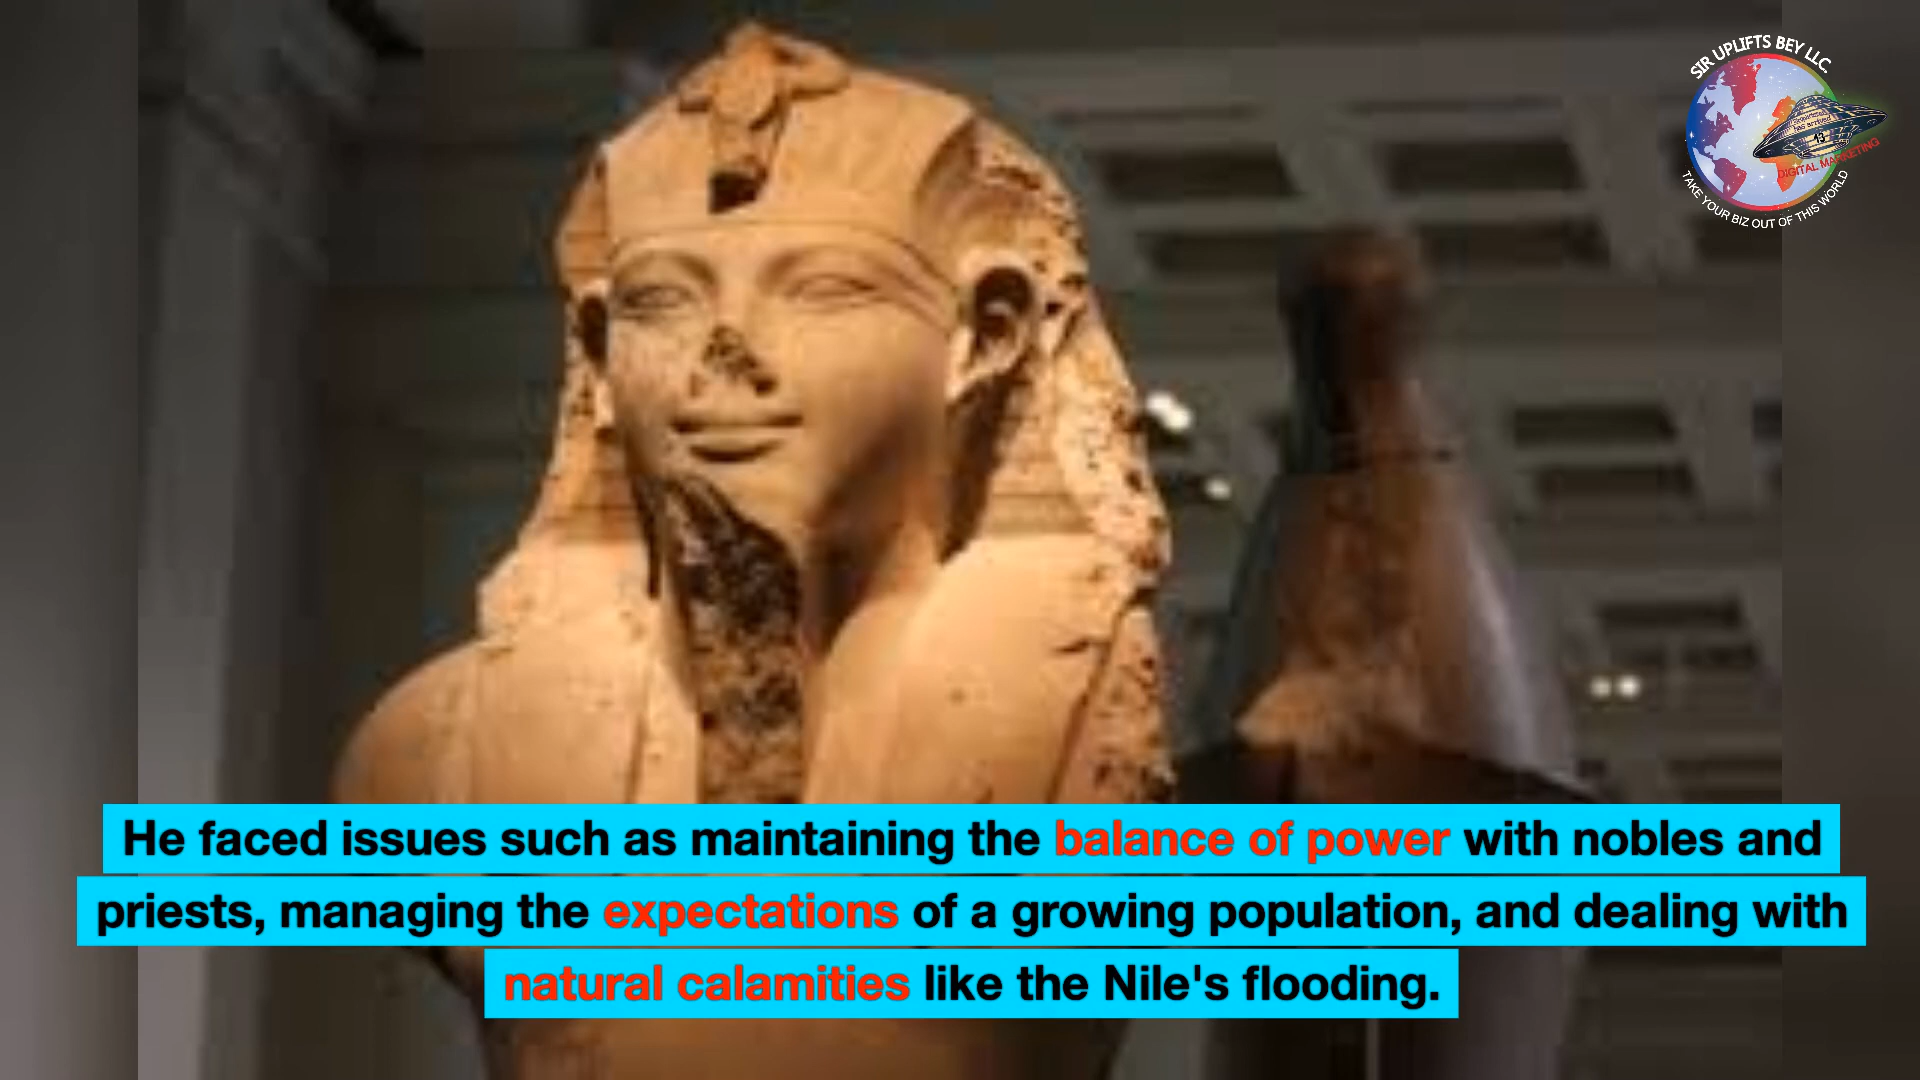 SIR UPLIFTS BEY LLC.
DIGITAL MARKETING
TAKE YOUR BIZ OUT OF THIS WORLD
He faced issues such as maintaining the balance of power with nobles and
priests, managing the expectations of a growing population, and dealing with
natural calamities like the Nile's flooding.